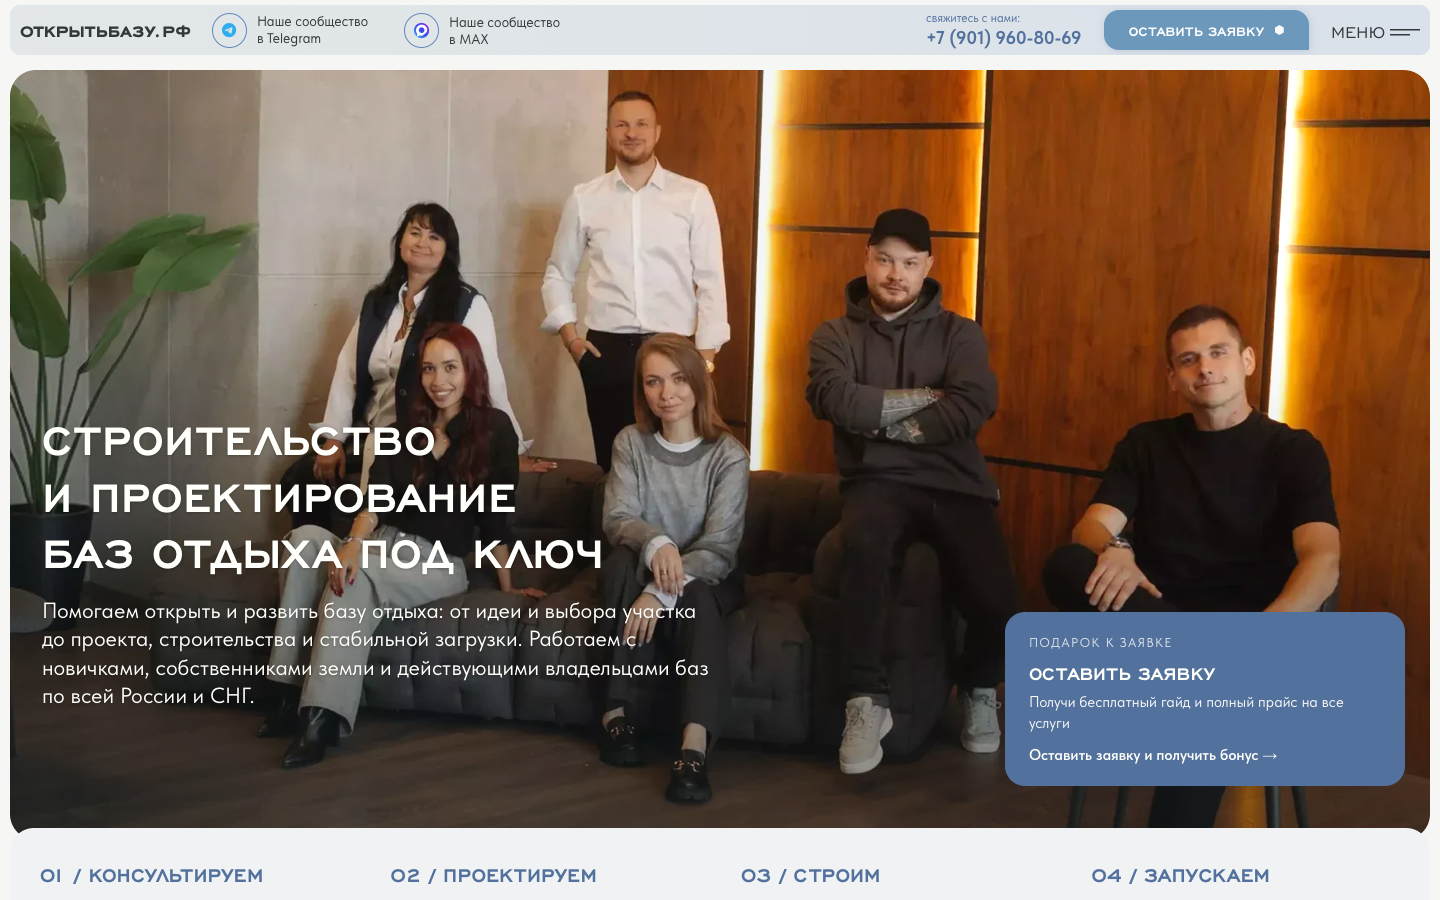 ОТКРЫТЬБАЗУ.РФ
Наше сообщество
в Telegram
Наше сообщество
в MAX
свяжитесь с нами:
+7 (901) 960-80-69
ОСТАВИТЬ ЗАЯВКУ
МЕНЮ
СТРОИТЕЛЬСТВО
И ПРОЕКТИРОВАНИЕ
БАЗ ОТДЫХА ПОД КЛЮЧ
Помогаем открыть и развить базу отдыха: от идеи и выбора участка
до проекта, строительства и стабильной загрузки. Работаем с
новичками, собственниками земли и действующими владельцами баз
по всей России и СНГ.
ПОДАРОК К ЗАЯВКЕ
ОСТАВИТЬ ЗАЯВКУ
Получи бесплатный гайд и полный прайс на все
услуги
Оставить заявку и получить бонус →
01 / КОНСУЛЬТИРУЕМ
02 / ПРОЕКТИРУЕМ
03 / СТРОИМ
04 / ЗАПУСКАЕМ